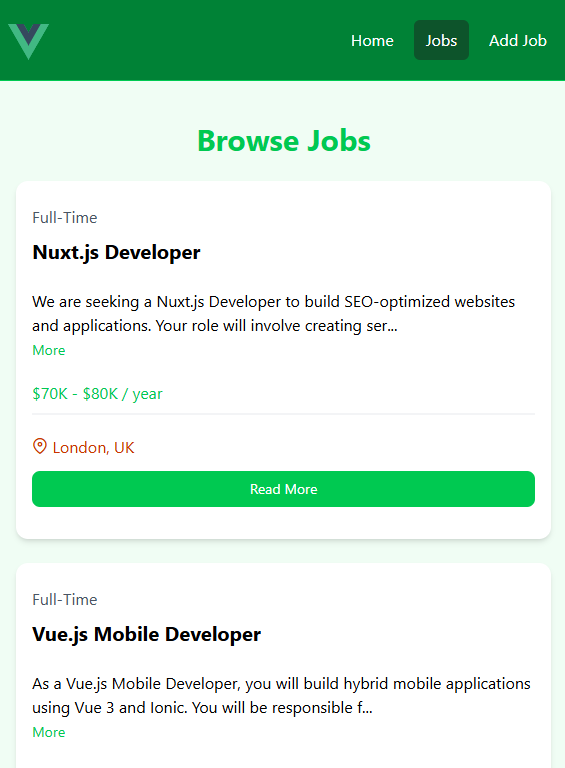 Home Jobs Add Job
Browse Jobs
Full-Time
Nuxt.js Developer
We are seeking a Nuxt.js Developer to build SEO-optimized websites
and applications. Your role will involve creating ser...
More
$70K - $80K / year
London, UK
Read More
Full-Time
Vue.js Mobile Developer
As a Vue.js Mobile Developer, you will build hybrid mobile applications
using Vue 3 and Ionic. You will be responsible f...
More